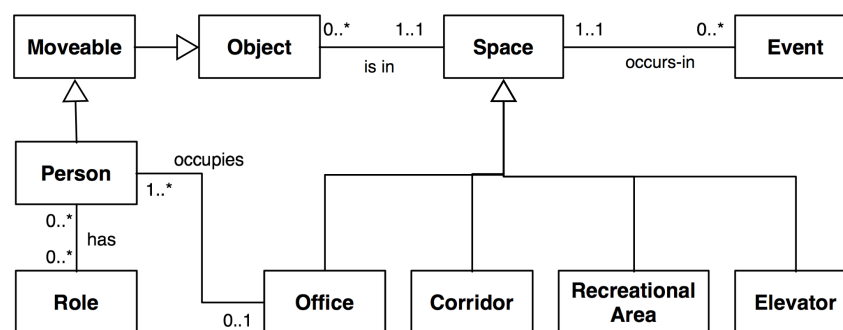 Moveable
Object
0..*
1..1
is in
Space
1..1
0..*
occurs-in
Event
Person
occupies
1..*
0..*
has
0..*
Role
0..1
Office
Corridor
Recreational
Area
Elevator